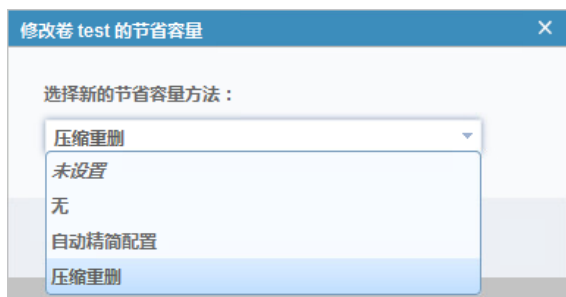 修改卷 test 的节省容量
选择新的节省容量方法：
压缩重删
未设置
无
自动精简配置
压缩重删